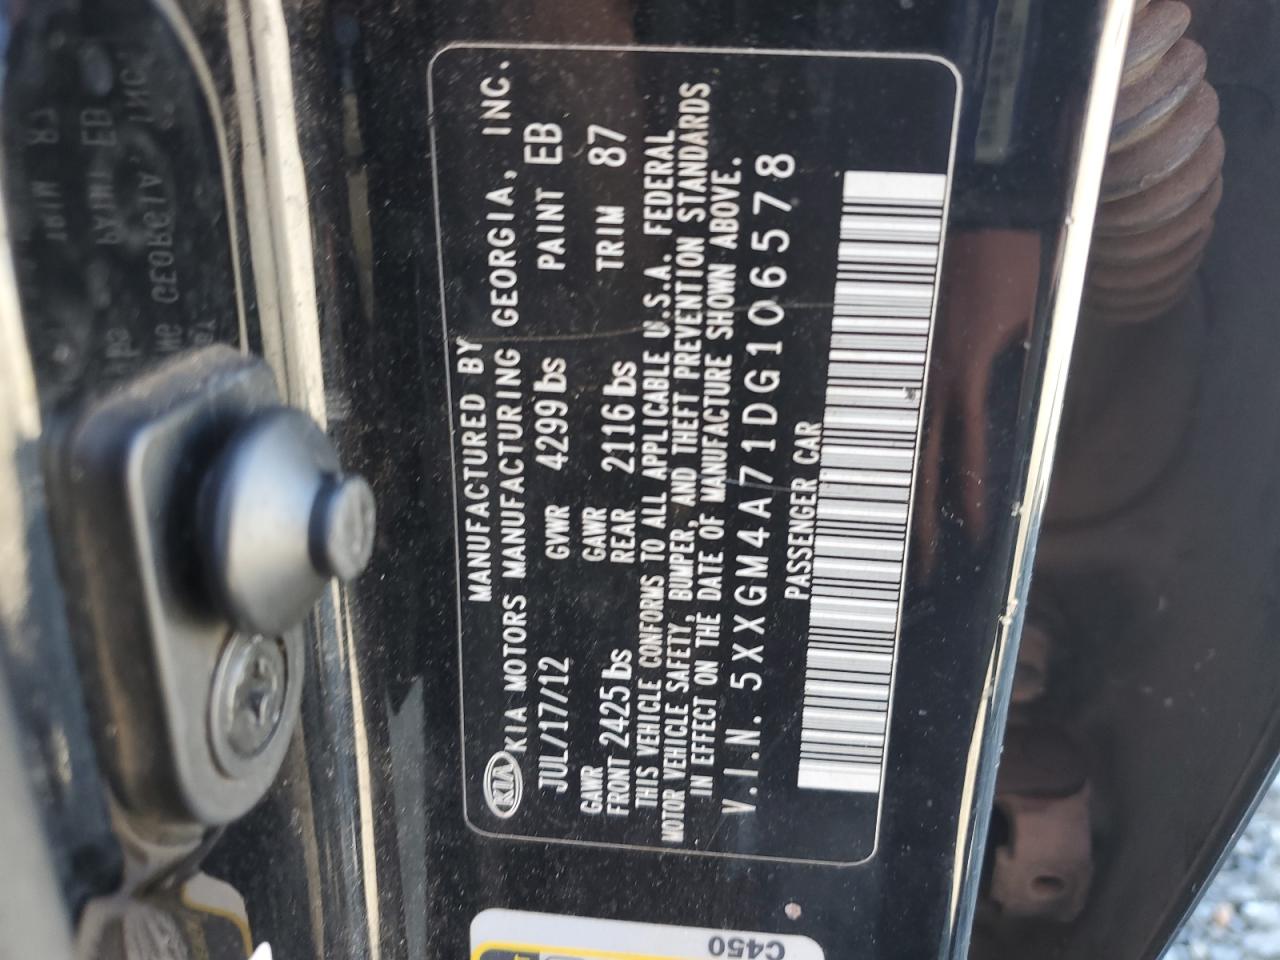 MANUFACTURED BY
KIA KIA MOTORS MANUFACTURING GEORGIA, INC.
JUL/17/12 GVWR 4299 lbs PAINT EB
GAWR FRONT 2425 lbs GAWR REAR 2116 lbs TRIM 87
THIS VEHICLE CONFORMS TO ALL APPLICABLE U.S.A. FEDERAL
MOTOR VEHICLE SAFETY, BUMPER, AND THEFT PREVENTION STANDARDS
IN EFFECT ON THE DATE OF MANUFACTURE SHOWN ABOVE.
V.I.N. 5XXGM4A71DG106578
PASSENGER CAR
C450